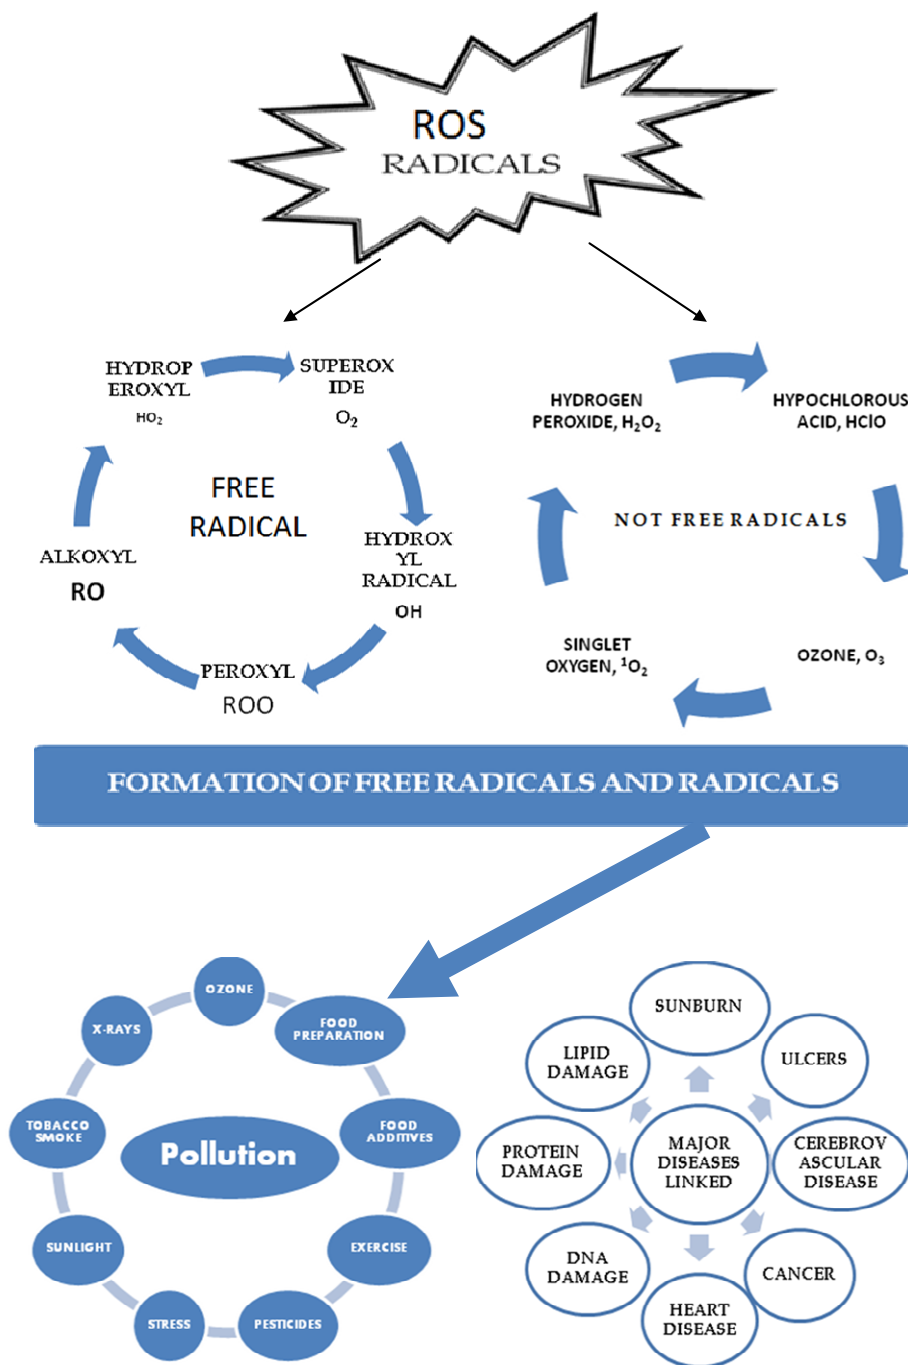 ROS
RADICALS
HYDROP
EROXYL
HO₂
SUPEROX
IDE
O₂
HYDROX
YL
RADICAL
OH
PEROXYL
ROO
ALKOXYL
RO
FREE
RADICAL
HYDROGEN
PEROXIDE, H₂O₂
HYPOCHLOROUS
ACID, HClO
OZONE, O₃
SINGLET
OXYGEN, ¹O₂
NOT FREE RADICALS
FORMATION OF FREE RADICALS AND RADICALS
OZONE
FOOD
PREPARATION
FOOD
ADDITIVES
EXERCISE
PESTICIDES
STRESS
SUNLIGHT
TOBACCO
SMOKE
X-RAYS
Pollution
SUNBURN
ULCERS
CEREBROV
ASCULAR
DISEASE
CANCER
HEART
DISEASE
DNA
DAMAGE
PROTEIN
DAMAGE
LIPID
DAMAGE
MAJOR
DISEASES
LINKED